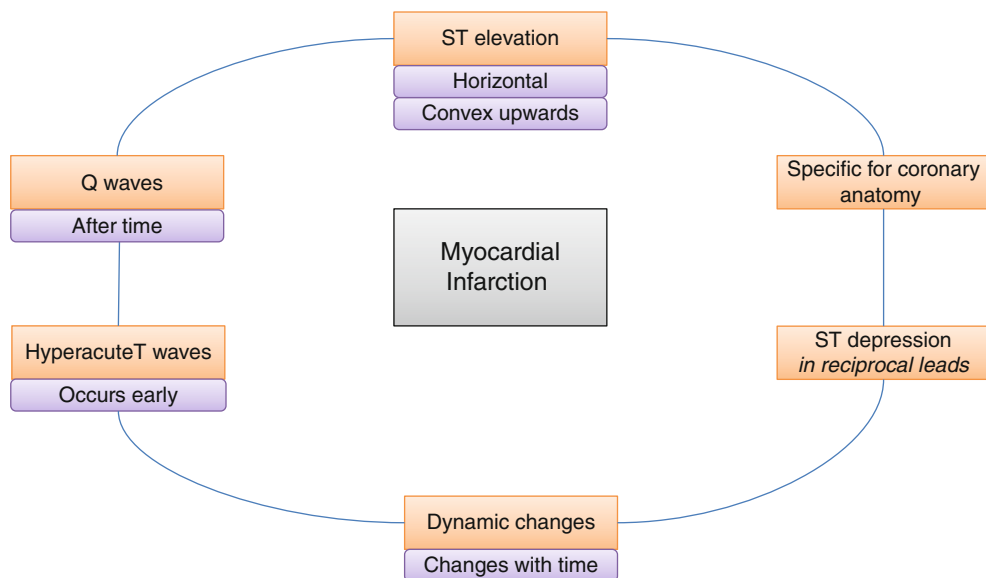 ST elevation
Horizontal
Convex upwards
Q waves
After time
Specific for coronary
anatomy
Myocardial
Infarction
HyperacuteT waves
Occurs early
ST depression
in reciprocal leads
Dynamic changes
Changes with time